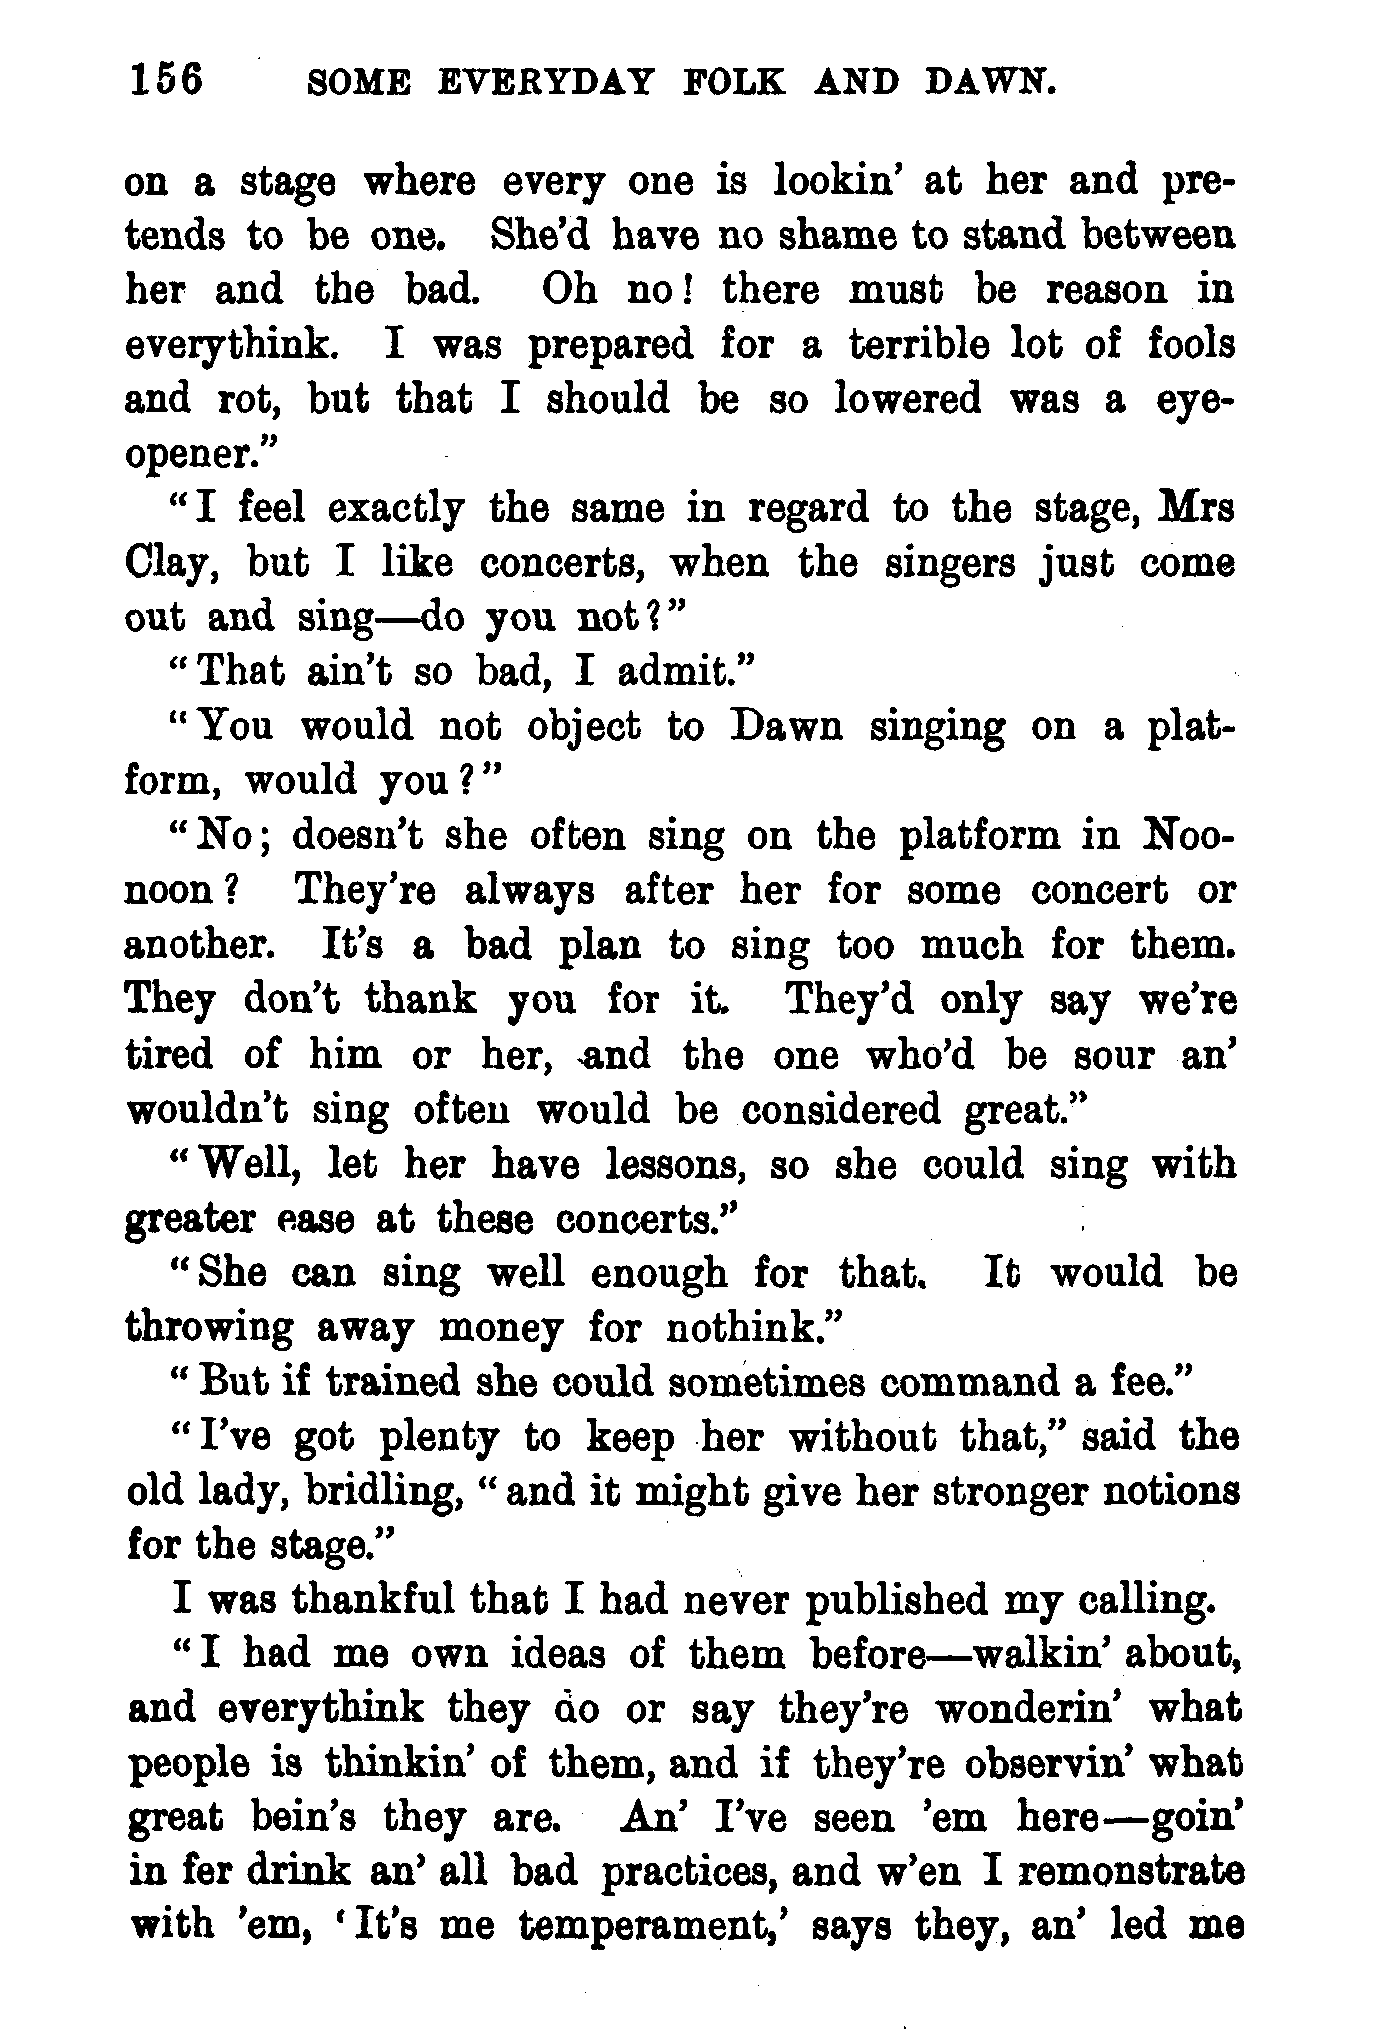 156 SOME EVERYDAY FOLK AND DAWN.
on a stage where every one is lookin’ at her and pre-
tends to be one. She’d have no shame to stand between
her and the bad. Oh no! there must be reason in
everythink. I was prepared for a terrible lot of fools
and rot, but that I should be so lowered was a eye-
opener.”
“I feel exactly the same in regard to the stage, Mrs
Clay, but I like concerts, when the singers just come
out and sing—do you not?”
“That ain’t so bad, I admit.”
“You would not object to Dawn singing on a plat-
form, would you?”
“No; doesn’t she often sing on the platform in Noo-
noon? They’re always after her for some concert or
another. It’s a bad plan to sing too much for them.
They don’t thank you for it. They’d only say we’re
tired of him or her, and the one who’d be sour an’
wouldn’t sing often would be considered great.”
“Well, let her have lessons, so she could sing with
greater ease at these concerts.”
“She can sing well enough for that. It would be
throwing away money for nothink.”
“But if trained she could sometimes command a fee.”
“I’ve got plenty to keep her without that,” said the
old lady, bridling, “and it might give her stronger notions
for the stage.”
I was thankful that I had never published my calling.
“I had me own ideas of them before—walkin’ about,
and everythink they do or say they’re wonderin’ what
people is thinkin’ of them, and if they’re observin’ what
great bein’s they are. An’ I’ve seen ’em here—goin’
in fer drink an’ all bad practices, and w’en I remonstrate
with ’em, ‘It’s me temperament,’ says they, an’ led me